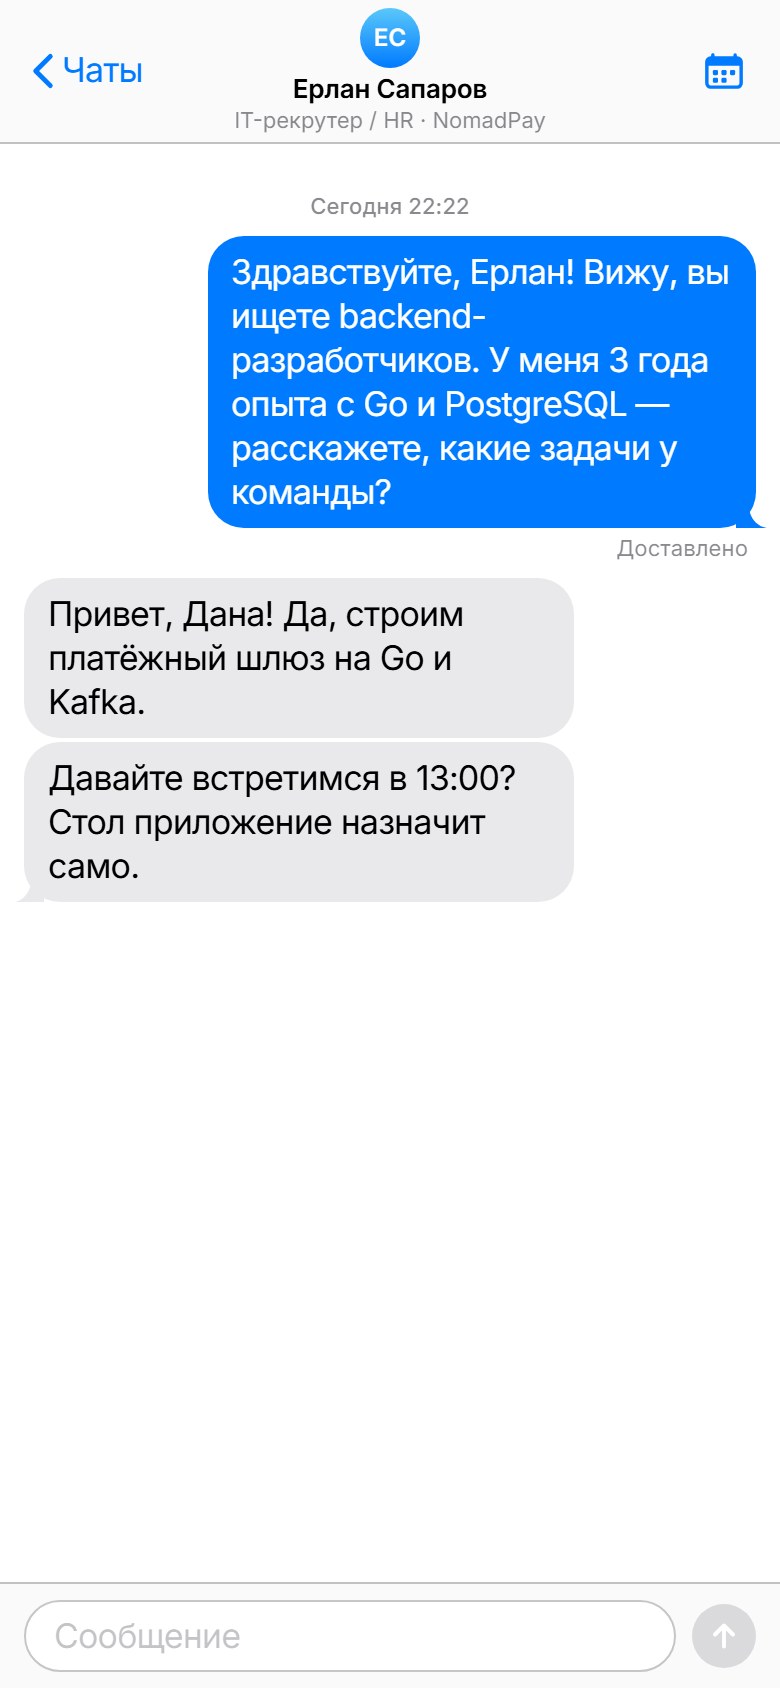 Чаты
ЕС
Ерлан Сапаров
IT-рекрутер / HR · NomadPay
Сегодня 22:22
Здравствуйте, Ерлан! Вижу, вы
ищете backend-
разработчиков. У меня 3 года
опыта с Go и PostgreSQL —
расскажете, какие задачи у
команды?
Доставлено
Привет, Дана! Да, строим
платёжный шлюз на Go и
Kafka.
Давайте встретимся в 13:00?
Стол приложение назначит
само.
Сообщение